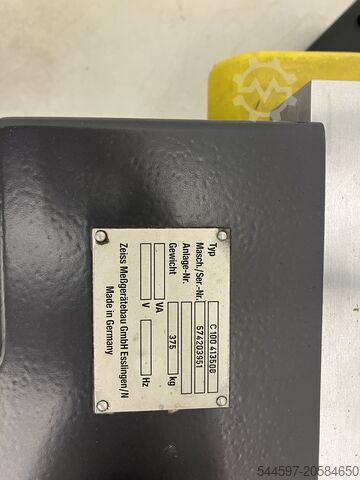 Typ C 100 413508
Masch./Ser.-Nr. 574203951
Anlage-Nr.
Gewicht 375 kg
VA
V Hz
Zeiss Meßgerätebau GmbH Esslingen/N
Made in Germany
544597-20584650